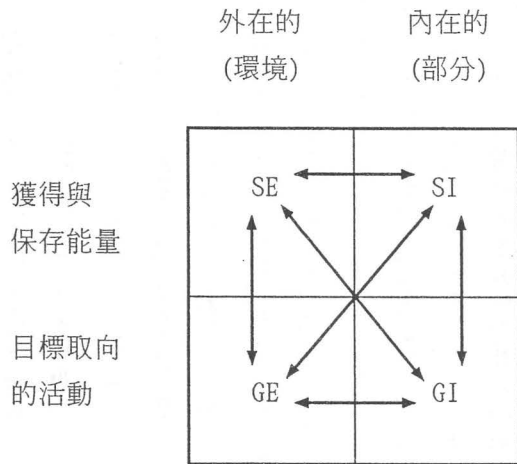 外在的 內在的
(環境) (部分)
SE SI
獲得與
保存能量
目標取向
的活動
GE GI